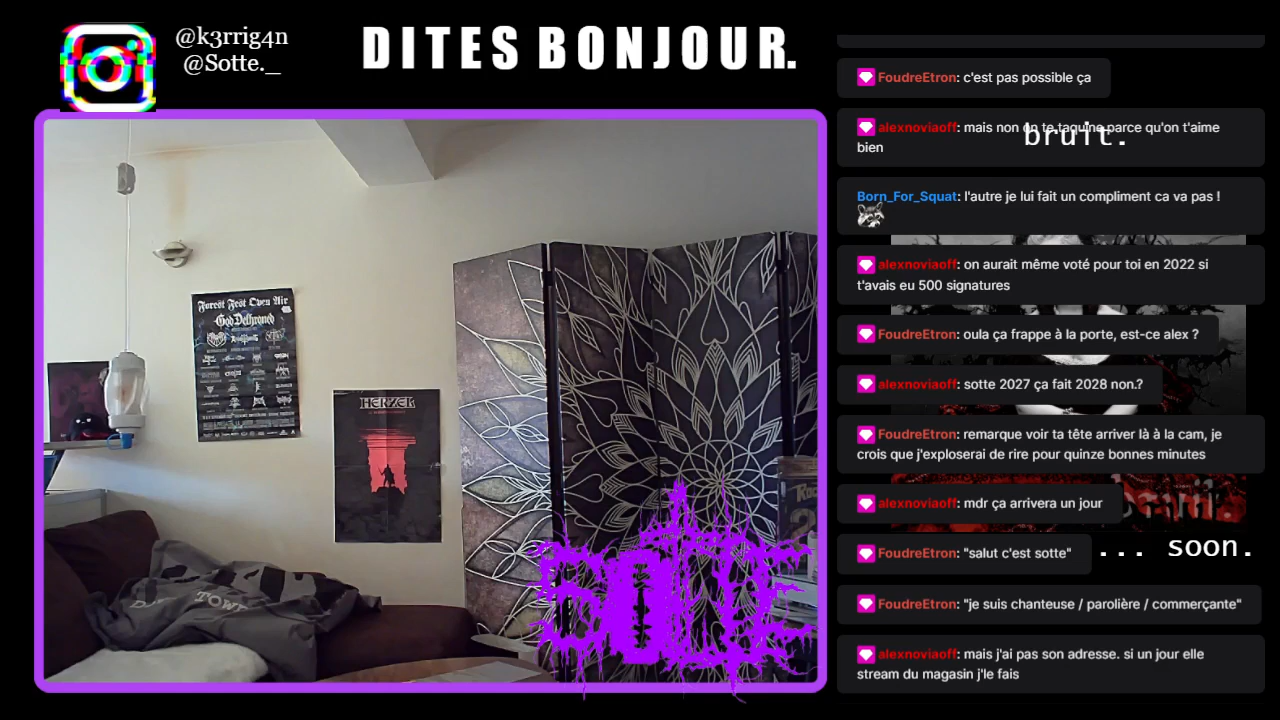 @k3rrig4n
@Sotte._
DITES BONJOUR.
Forest Fest Open Air
God Dethroned
HERZEL
TOWN
SOTTE
FoudreEtron: c'est pas possible ça
alexnoviaoff: mais non on te taquine parce qu'on t'aime
bien
bruit.
Born_For_Squat: l'autre je lui fait un compliment ca va pas !
alexnoviaoff: on aurait même voté pour toi en 2022 si
t'avais eu 500 signatures
FoudreEtron: oula ça frappe à la porte, est-ce alex ?
alexnoviaoff: sotte 2027 ça fait 2028 non.?
FoudreEtron: remarque voir ta tête arriver là à la cam, je
crois que j'exploserai de rire pour quinze bonnes minutes
alexnoviaoff: mdr ça arrivera un jour
bruit.
FoudreEtron: "salut c'est sotte"
... soon.
FoudreEtron: "je suis chanteuse / parolière / commerçante"
alexnoviaoff: mais j'ai pas son adresse. si un jour elle
stream du magasin j'le fais